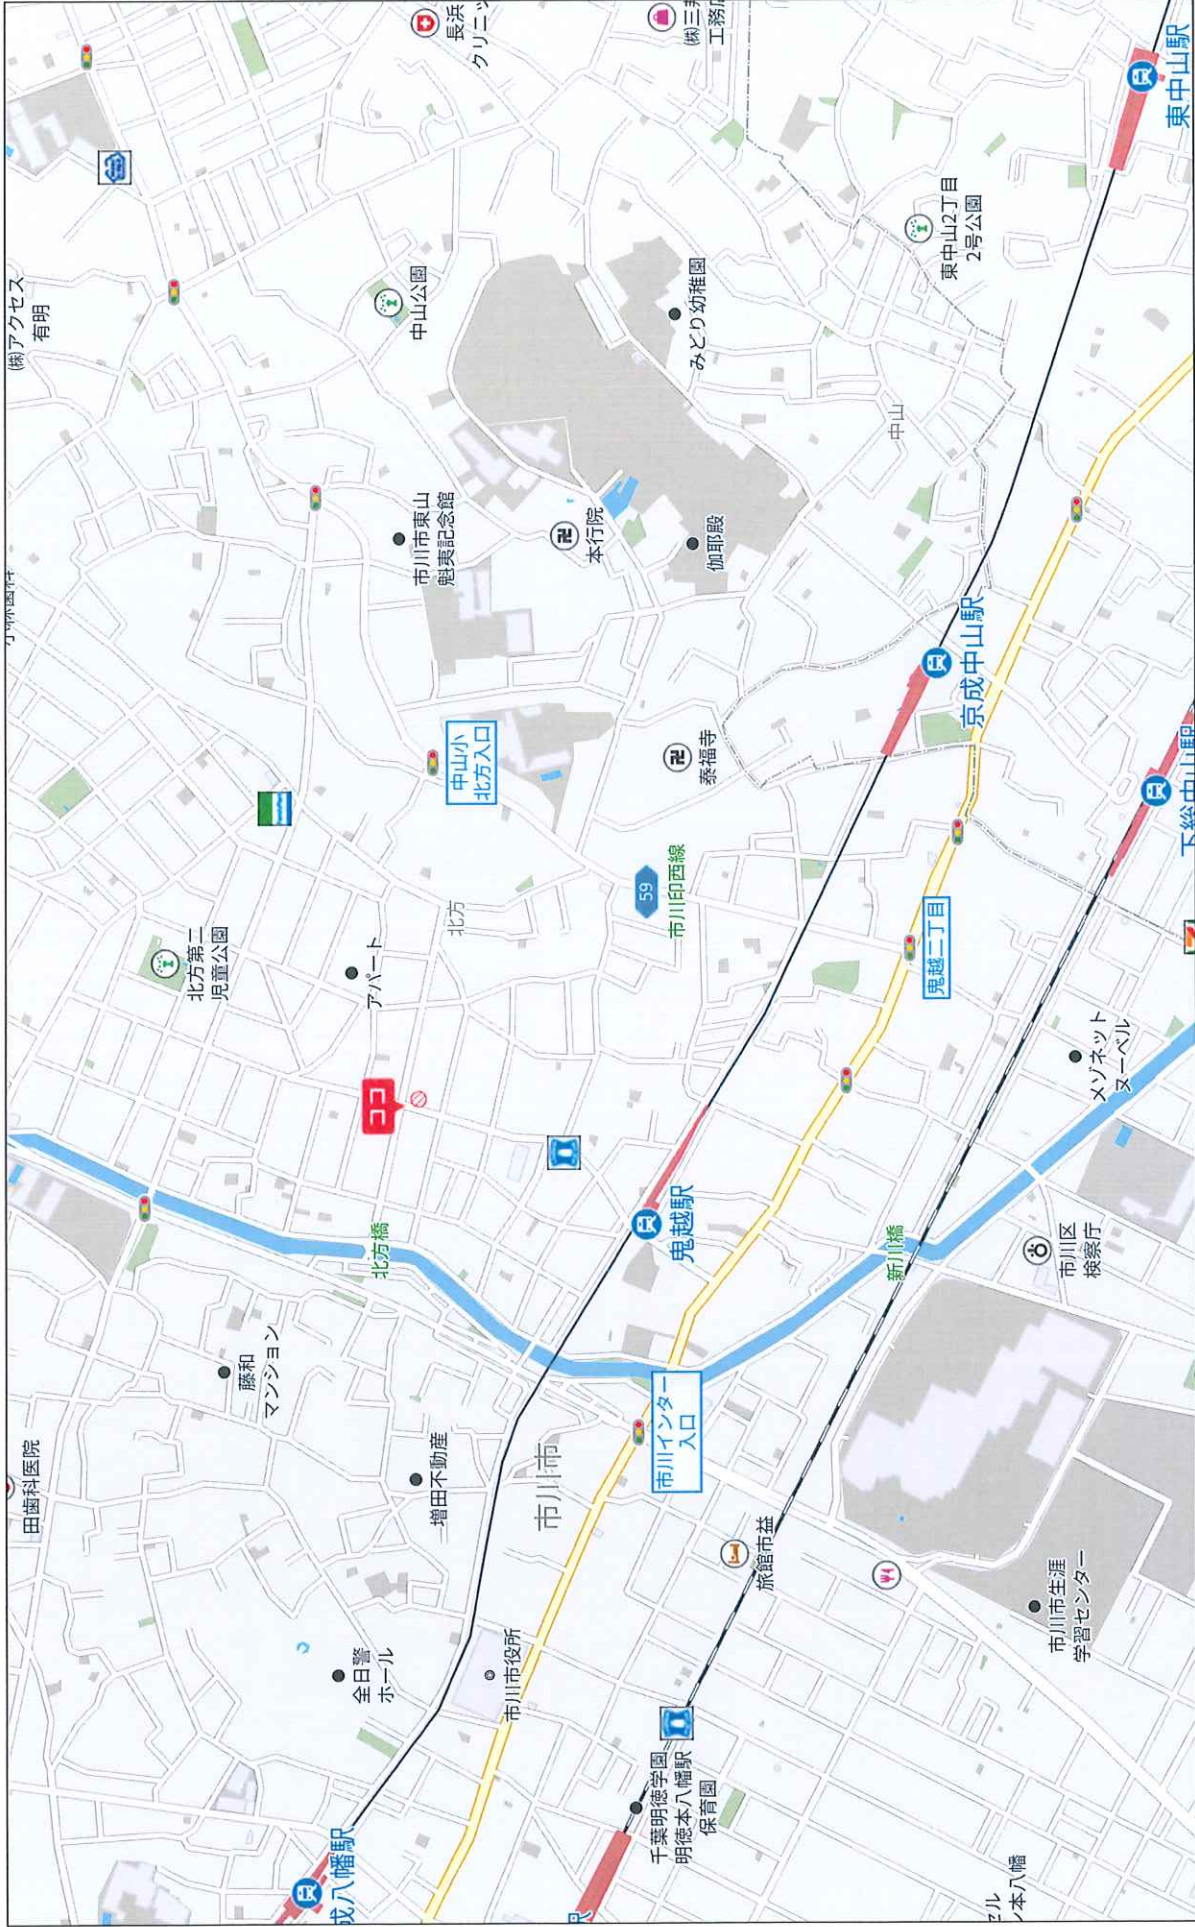 田歯科医院
(株)アクセス
有明
北方第二
児童公園
藤和
マンション
成八幡駅
全日警
ホール
北方橋
ココ
アパート
増田不動産
中山公園
市川市東山
魁夷記念館
長浜
クリニッ
北方
中山小
北方入口
市川市役所
市川市
本行院
59
市川印西線
市川インター
入口
鬼越駅
千葉明徳学園
明徳本八幡駅
保育園
泰福寺
伽耶殿
みどり幼稚園
(株)三
工務店
旅館市益
新川橋
鬼越二丁目
中山
京成中山駅
東中山2丁目
2号公園
市川市生涯
学習センター
市川区
検察庁
メゾネット
ヌーベル
本八幡
下総中山駅
東中山駅